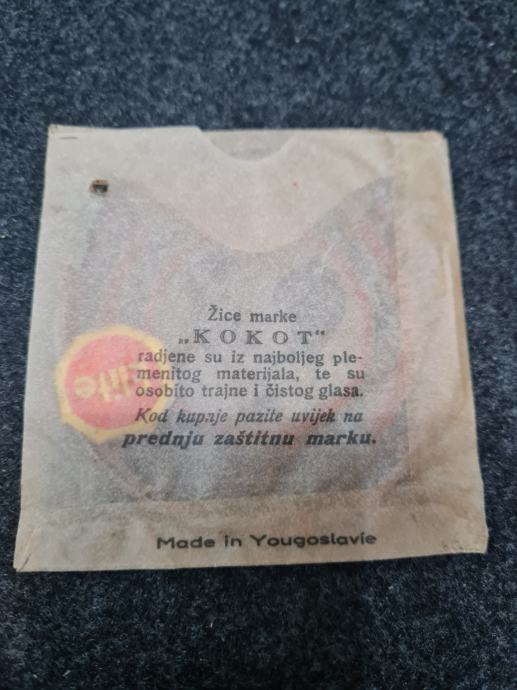 Žice marke
„KOKOT“
radjene su iz najboljeg ple-
menitog materijala, te su
osobito trajne i čistog glasa.
Kod kupnje pazite uvijek na
prednju zaštitnu marku.
Made in Yougoslavie